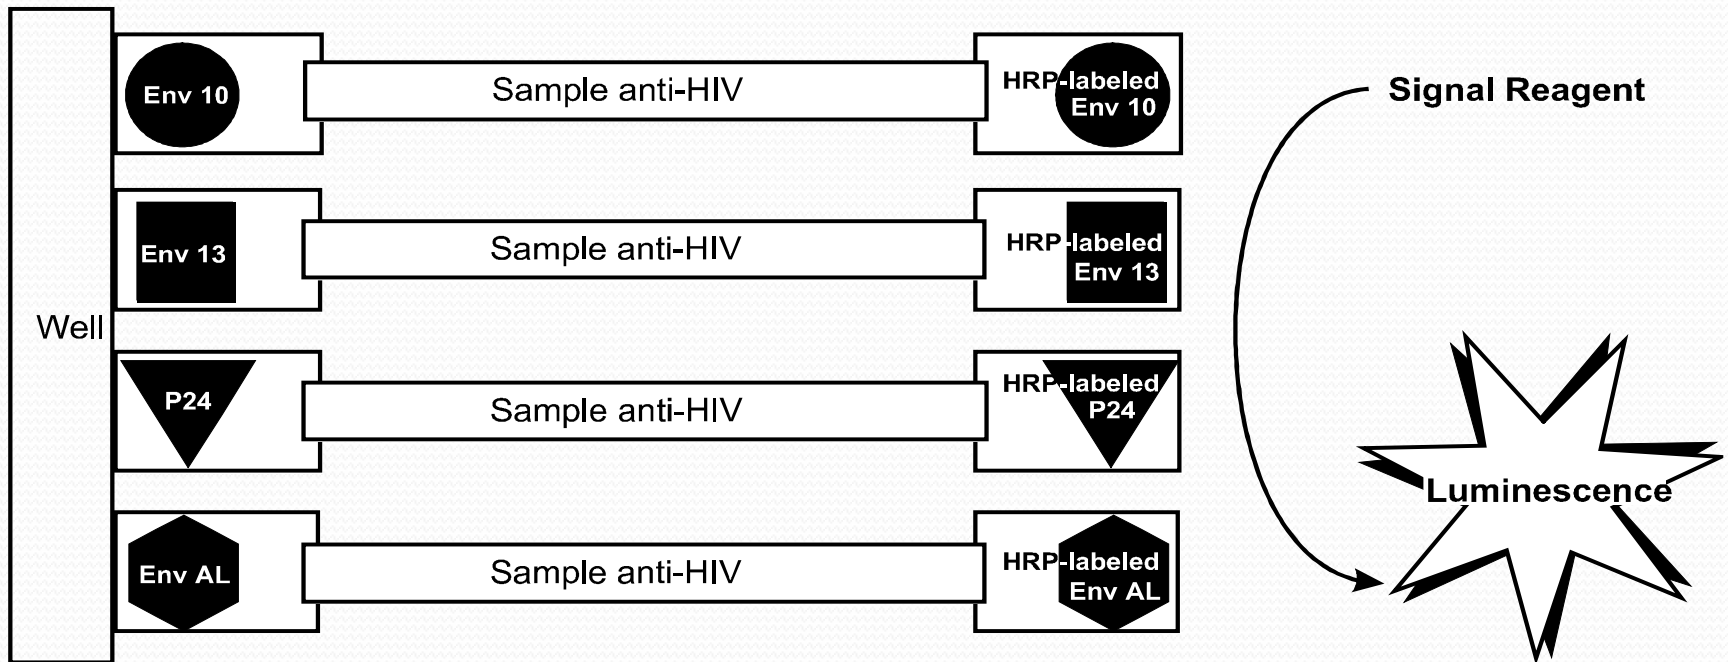 Env 10
Sample anti-HIV
HRP-labeled
Env 10
Signal Reagent
Env 13
Sample anti-HIV
HRP-labeled
Env 13
Well
P24
Sample anti-HIV
HRP-labeled
P24
Luminescence
Env AL
Sample anti-HIV
HRP-labeled
Env AL